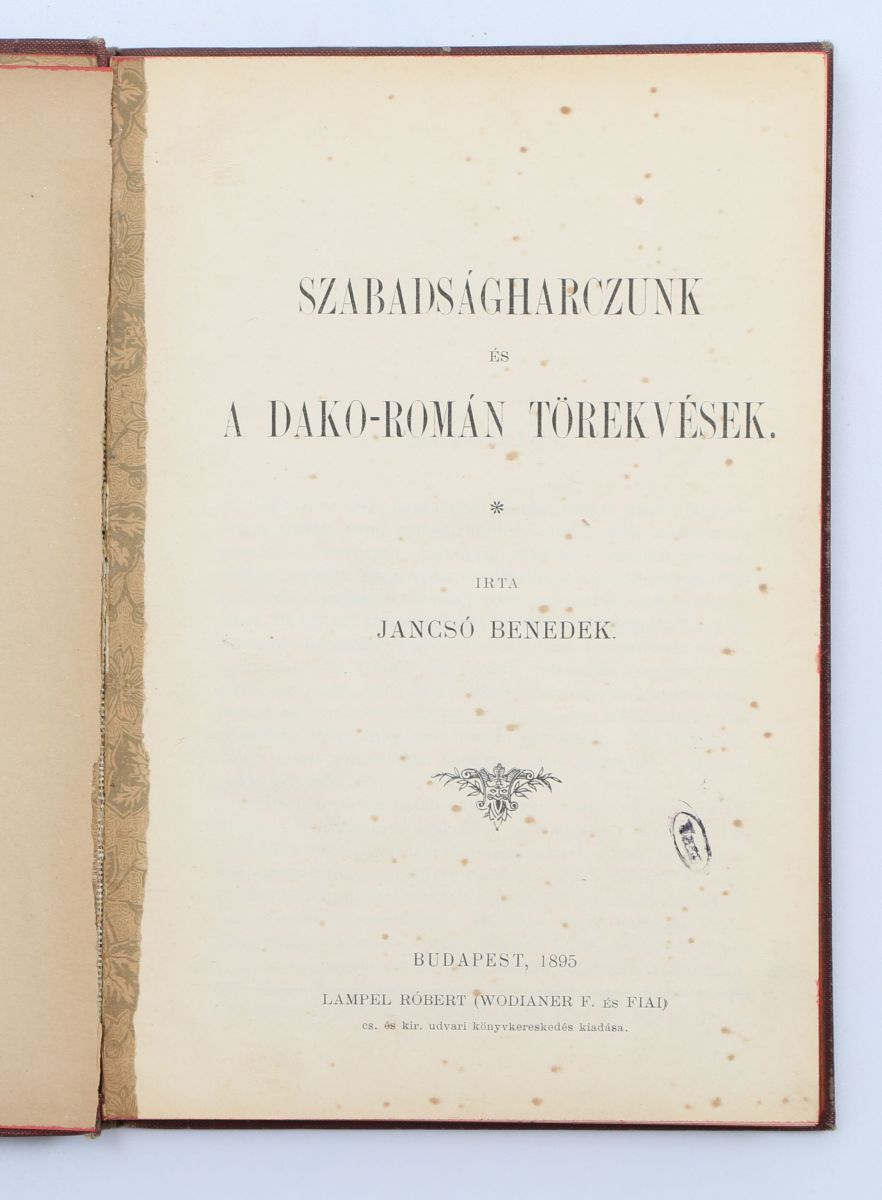 SZABADSÁGHARCZUNK
ÉS
A DAKO-ROMÁN TÖREKVÉSEK.
*
IRTA
JANCSÓ BENEDEK.
BUDAPEST, 1895
LAMPEL RÓBERT (WODIANER F. ÉS FIAI)
cs. és kir. udvari könyvkereskedés kiadása.